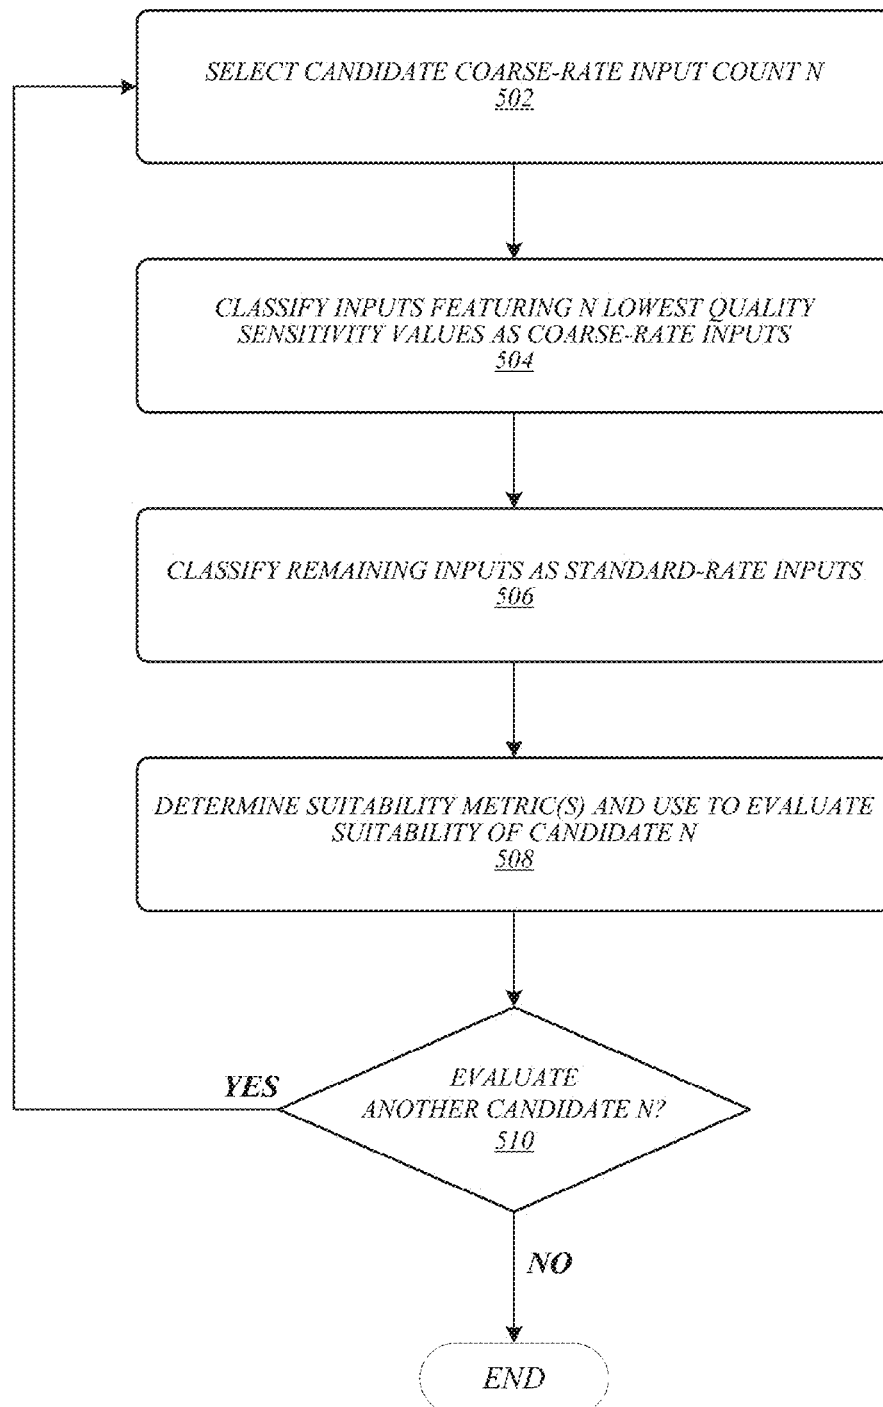 SELECT CANDIDATE COARSE-RATE INPUT COUNT N
502
CLASSIFY INPUTS FEATURING N LOWEST QUALITY
SENSITIVITY VALUES AS COARSE-RATE INPUTS
504
CLASSIFY REMAINING INPUTS AS STANDARD-RATE INPUTS
506
DETERMINE SUITABILITY METRIC(S) AND USE TO EVALUATE
SUITABILITY OF CANDIDATE N
508
YES
EVALUATE
ANOTHER CANDIDATE N?
510
NO
END